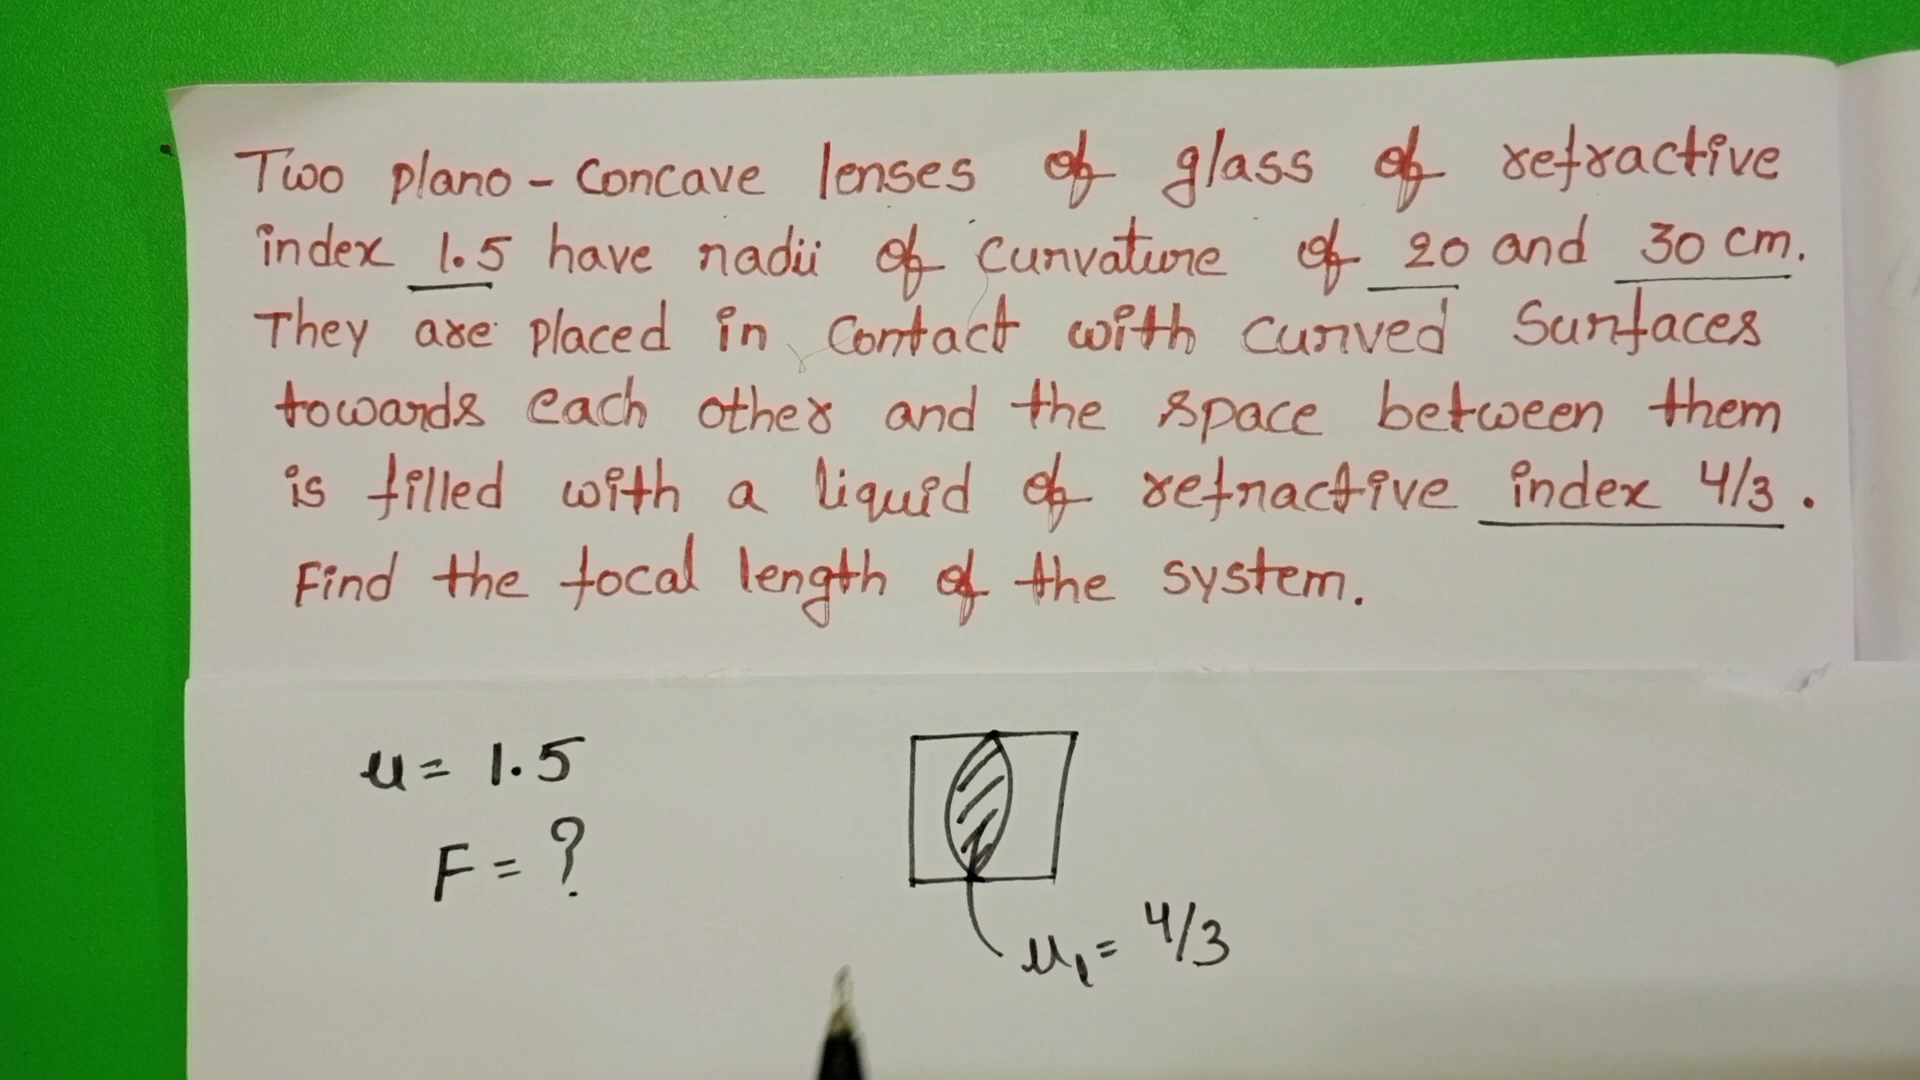 Two plano-concave lenses of glass of refractive
index 1.5 have radii of curvature of 20 and 30 cm.
They are placed in contact with curved surfaces
towards each other and the space between them
is filled with a liquid of refractive index 4/3.
Find the focal length of the system.
μ = 1.5
F = ?
μ₁ = 4/3